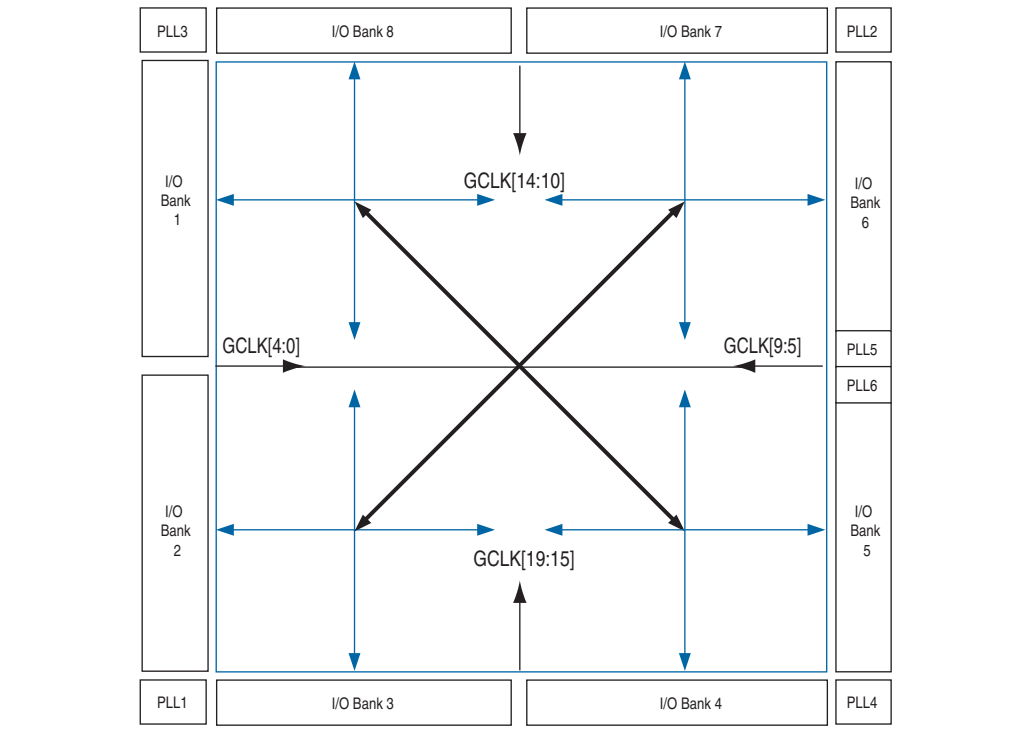 PLL3
I/O Bank 8
I/O Bank 7
PLL2
I/O
Bank
1
GCLK[14:10]
I/O
Bank
6
GCLK[4:0]
GCLK[9:5]
PLL5
PLL6
I/O
Bank
2
I/O
Bank
5
GCLK[19:15]
PLL1
I/O Bank 3
I/O Bank 4
PLL4